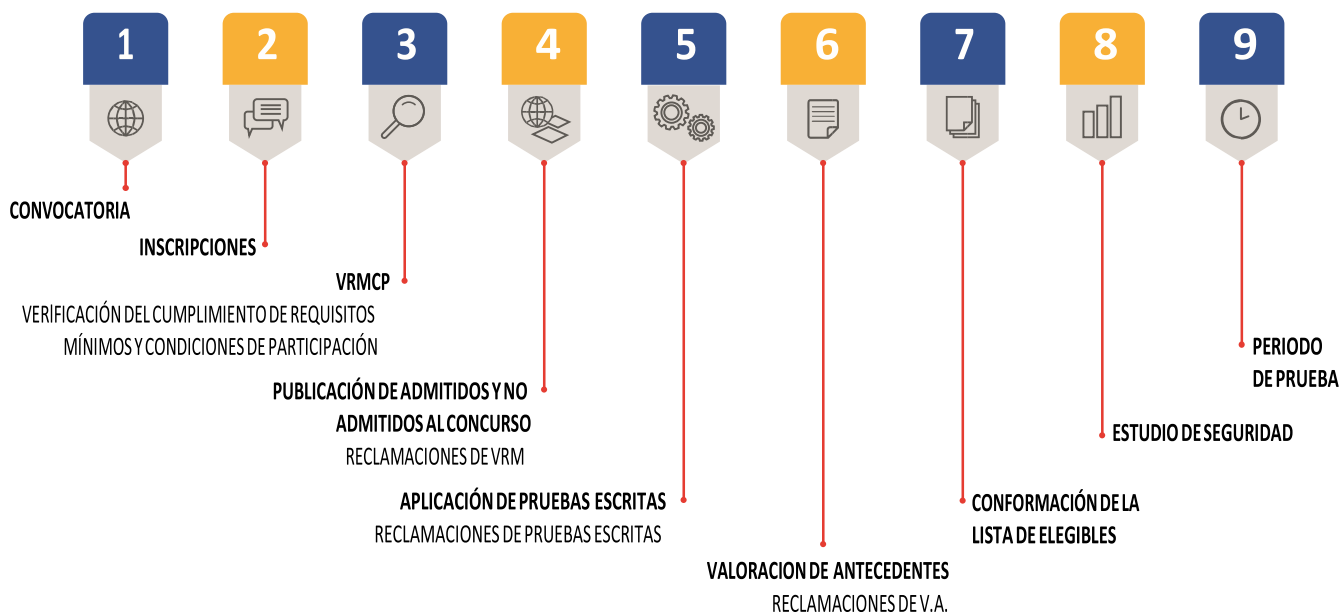 1 2 3 4 5 6 7 8 9
CONVOCATORIA
INSCRIPCIONES
VRMCP
VERIFICACIÓN DEL CUMPLIMIENTO DE REQUISITOS
MÍNIMOS Y CONDICIONES DE PARTICIPACIÓN
PUBLICACIÓN DE ADMITIDOS Y NO
ADMITIDOS AL CONCURSO
RECLAMACIONES DE VRM
APLICACIÓN DE PRUEBAS ESCRITAS
RECLAMACIONES DE PRUEBAS ESCRITAS
VALORACION DE ANTECEDENTES
RECLAMACIONES DE V.A.
CONFORMACIÓN DE LA
LISTA DE ELEGIBLES
ESTUDIO DE SEGURIDAD
PERIODO
DE PRUEBA